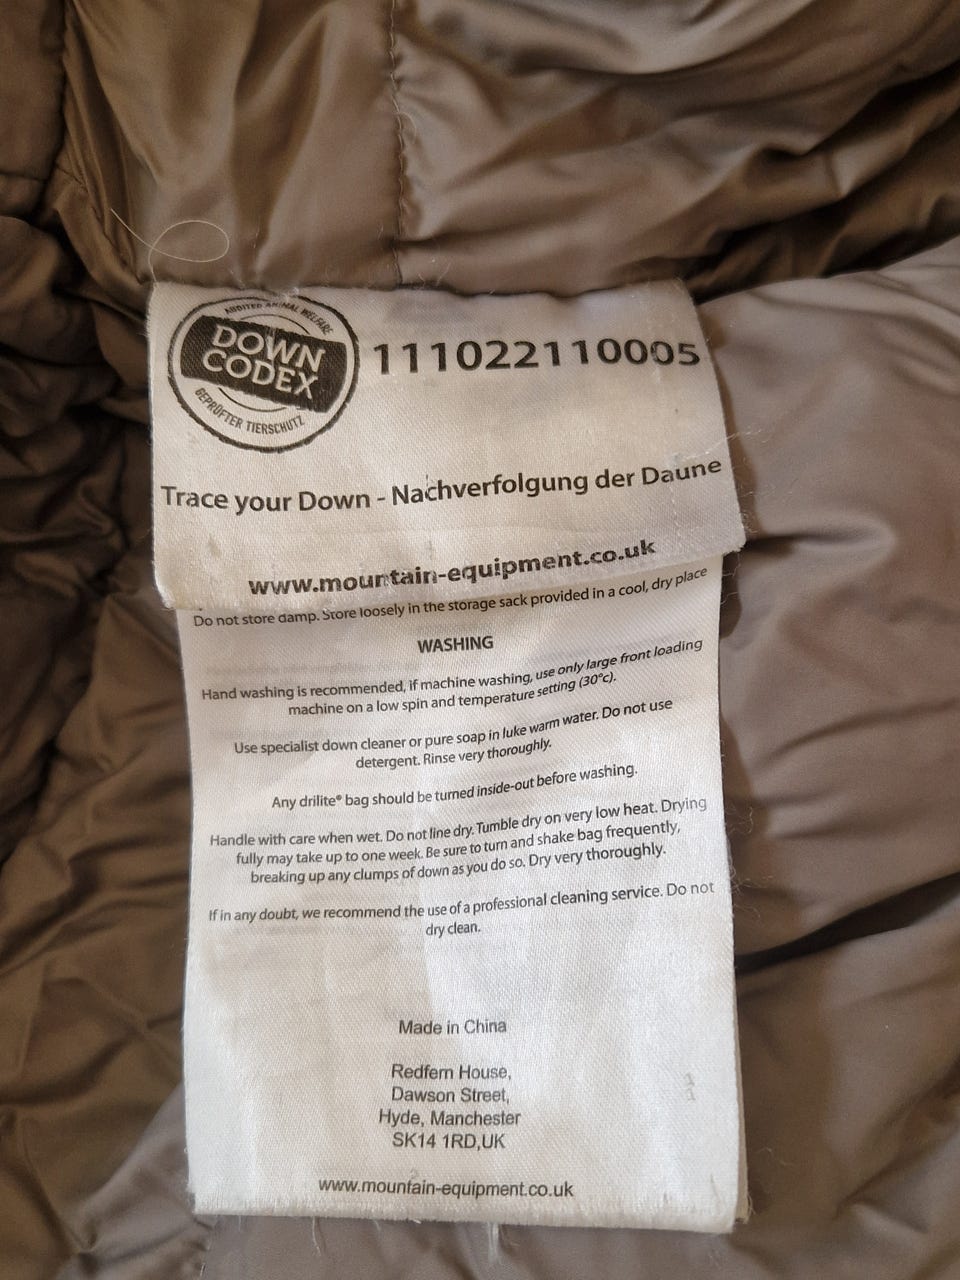 AUDITED ANIMAL WELFARE
DOWN
CODEX
GEPRÜFTER TIERSCHUTZ
111022110005
Trace your Down - Nachverfolgung der Daune
www.mountain-equipment.co.uk
Do not store damp. Store loosely in the storage sack provided in a cool, dry place
WASHING
Hand washing is recommended, if machine washing, use only large front loading
machine on a low spin and temperature setting (30°c).
Use specialist down cleaner or pure soap in luke warm water. Do not use
detergent. Rinse very thoroughly.
Any drilite® bag should be turned inside-out before washing.
Handle with care when wet. Do not line dry. Tumble dry on very low heat. Drying
fully may take up to one week. Be sure to turn and shake bag frequently,
breaking up any clumps of down as you do so. Dry very thoroughly.
If in any doubt, we recommend the use of a professional cleaning service. Do not
dry clean.
Made in China
Redfern House,
Dawson Street,
Hyde, Manchester
SK14 1RD,UK
www.mountain-equipment.co.uk